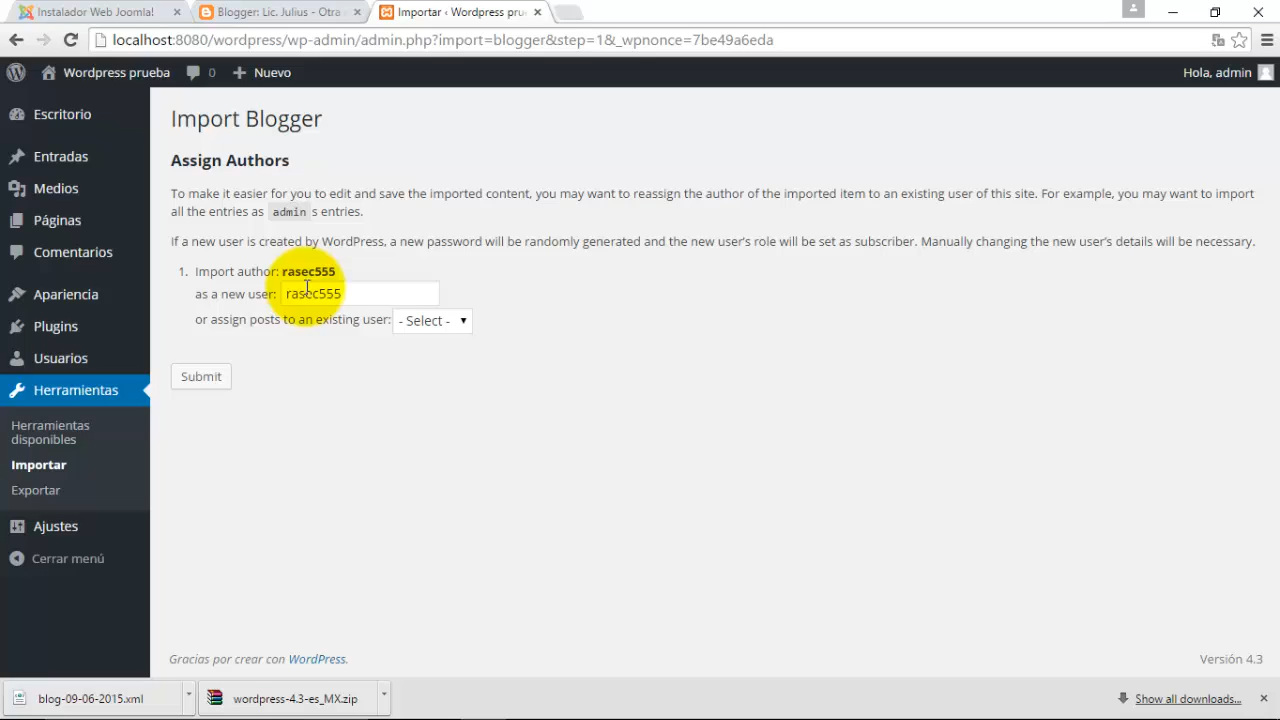 Instalador Web Joomla!
Blogger: Lic. Julius - Otra
Importar ‹ Wordpress pru
localhost:8080/wordpress/wp-admin/admin.php?import=blogger&step=1&_wpnonce=7be49a6eda
Wordpress prueba 0 Nuevo
Hola, admin
Escritorio
Entradas
Medios
Páginas
Comentarios
Apariencia
Plugins
Usuarios
Herramientas
Herramientas
disponibles
Importar
Exportar
Ajustes
Cerrar menú
Import Blogger
Assign Authors
To make it easier for you to edit and save the imported content, you may want to reassign the author of the imported item to an existing user of this site. For example, you may want to import
all the entries as admin s entries.
If a new user is created by WordPress, a new password will be randomly generated and the new user's role will be set as subscriber. Manually changing the new user's details will be necessary.
1. Import author: rasec555
as a new user: rasec555
or assign posts to an existing user: - Select -
Submit
Gracias por crear con WordPress.
Versión 4.3
blog-09-06-2015.xml
wordpress-4.3-es_MX.zip
Show all downloads...